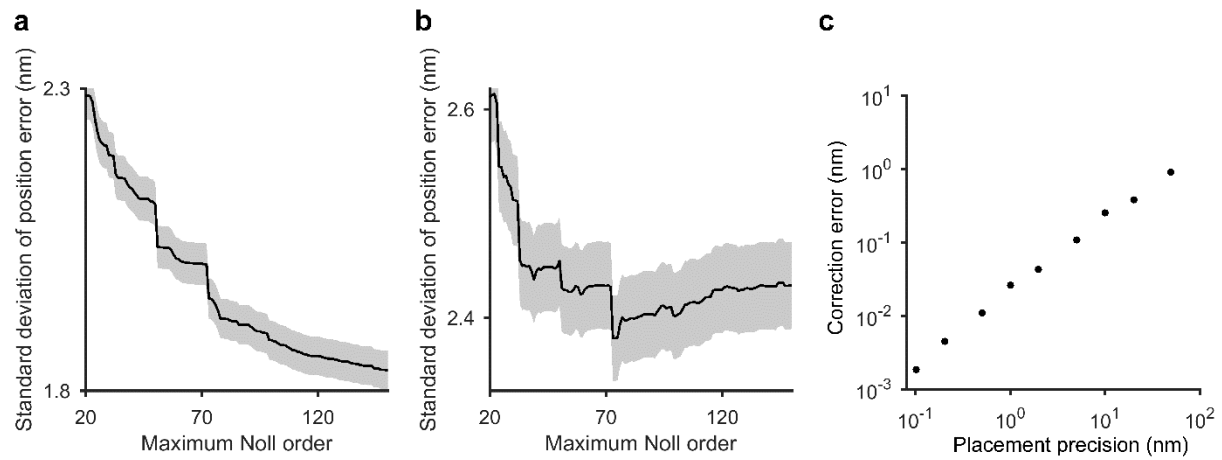 a
Standard deviation of position error (nm)
2.3
1.8
20
70
120
Maximum Noll order
b
Standard deviation of position error (nm)
2.6
2.4
20
70
120
Maximum Noll order
c
Correction error (nm)
10^1
10^0
10^-1
10^-2
10^-3
10^-1
10^0
10^1
10^2
Placement precision (nm)